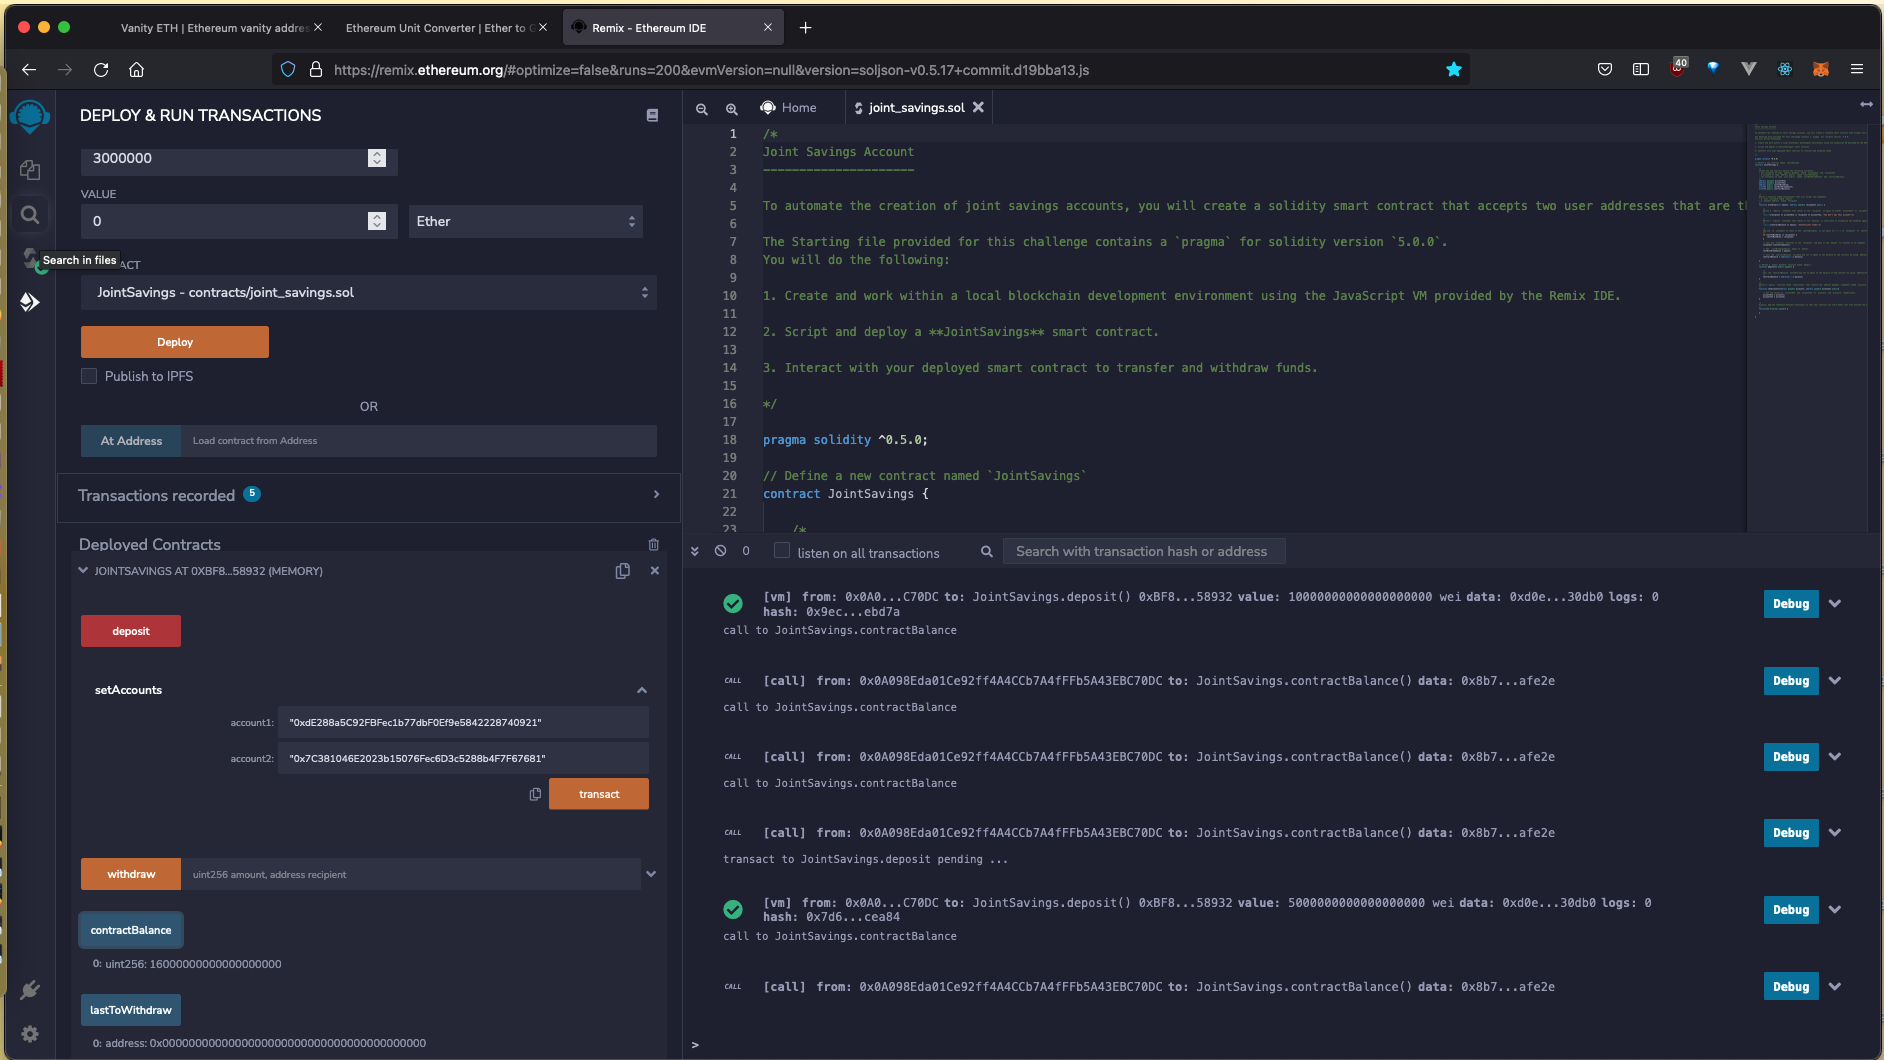 Vanity ETH | Ethereum vanity addre
Ethereum Unit Converter | Ether to G
Remix - Ethereum IDE
https://remix.ethereum.org/#optimize=false&runs=200&evmVersion=null&version=soljson-v0.5.17+commit.d19bba13.js
40
DEPLOY & RUN TRANSACTIONS
3000000
VALUE
0
Ether
Search in files
ACT
JointSavings - contracts/joint_savings.sol
Deploy
Publish to IPFS
OR
At Address
Load contract from Address
Transactions recorded 5
Deployed Contracts
JOINTSAVINGS AT 0XBF8...58932 (MEMORY)
deposit
setAccounts
account1: "0xdE288a5C92FBFec1b77dbF0Ef9e5842228740921"
account2: "0x7C381046E2023b15076Fec6D3c5288b4F7F67681"
transact
withdraw
uint256 amount, address recipient
contractBalance
0: uint256: 16000000000000000000
lastToWithdraw
0: address: 0x0000000000000000000000000000000000000000
Home
joint_savings.sol
1 /*
2 Joint Savings Account
3 ---------------------
4
5 To automate the creation of joint savings accounts, you will create a solidity smart contract that accepts two user addresses that are t
6
7 The Starting file provided for this challenge contains a `pragma` for solidity version `5.0.0`.
8 You will do the following:
9
10 1. Create and work within a local blockchain development environment using the JavaScript VM provided by the Remix IDE.
11
12 2. Script and deploy a **JointSavings** smart contract.
13
14 3. Interact with your deployed smart contract to transfer and withdraw funds.
15
16 */
17
18 pragma solidity ^0.5.0;
19
20 // Define a new contract named `JointSavings`
21 contract JointSavings {
22
23 /*
0
listen on all transactions
Search with transaction hash or address
[vm] from: 0x0A0...C70DC to: JointSavings.deposit() 0xBF8...58932 value: 10000000000000000000 wei data: 0xd0e...30db0 logs: 0
hash: 0x9ec...ebd7a
Debug
call to JointSavings.contractBalance
CALL [call] from: 0x0A098Eda01Ce92ff4A4CCb7A4fFFb5A43EBC70DC to: JointSavings.contractBalance() data: 0x8b7...afe2e
Debug
call to JointSavings.contractBalance
CALL [call] from: 0x0A098Eda01Ce92ff4A4CCb7A4fFFb5A43EBC70DC to: JointSavings.contractBalance() data: 0x8b7...afe2e
Debug
call to JointSavings.contractBalance
CALL [call] from: 0x0A098Eda01Ce92ff4A4CCb7A4fFFb5A43EBC70DC to: JointSavings.contractBalance() data: 0x8b7...afe2e
Debug
transact to JointSavings.deposit pending ...
[vm] from: 0x0A0...C70DC to: JointSavings.deposit() 0xBF8...58932 value: 5000000000000000000 wei data: 0xd0e...30db0 logs: 0
hash: 0x7d6...cea84
Debug
call to JointSavings.contractBalance
CALL [call] from: 0x0A098Eda01Ce92ff4A4CCb7A4fFFb5A43EBC70DC to: JointSavings.contractBalance() data: 0x8b7...afe2e
Debug
>